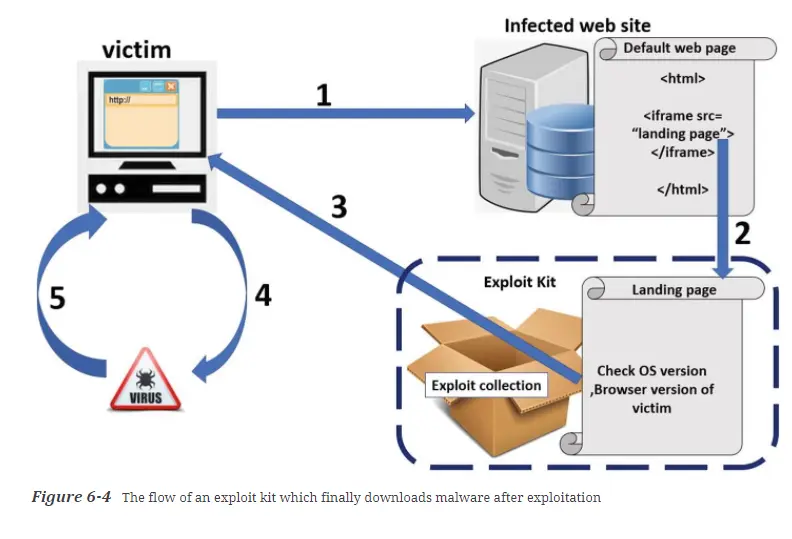 victim
Infected web site
http://
1
Default web page
<html>
<iframe src=
“landing page”>
</iframe>
</html>
2
3
Exploit Kit
Landing page
Exploit collection
Check OS version
,Browser version of
victim
5
4
VIRUS
Figure 6-4 The flow of an exploit kit which finally downloads malware after exploitation